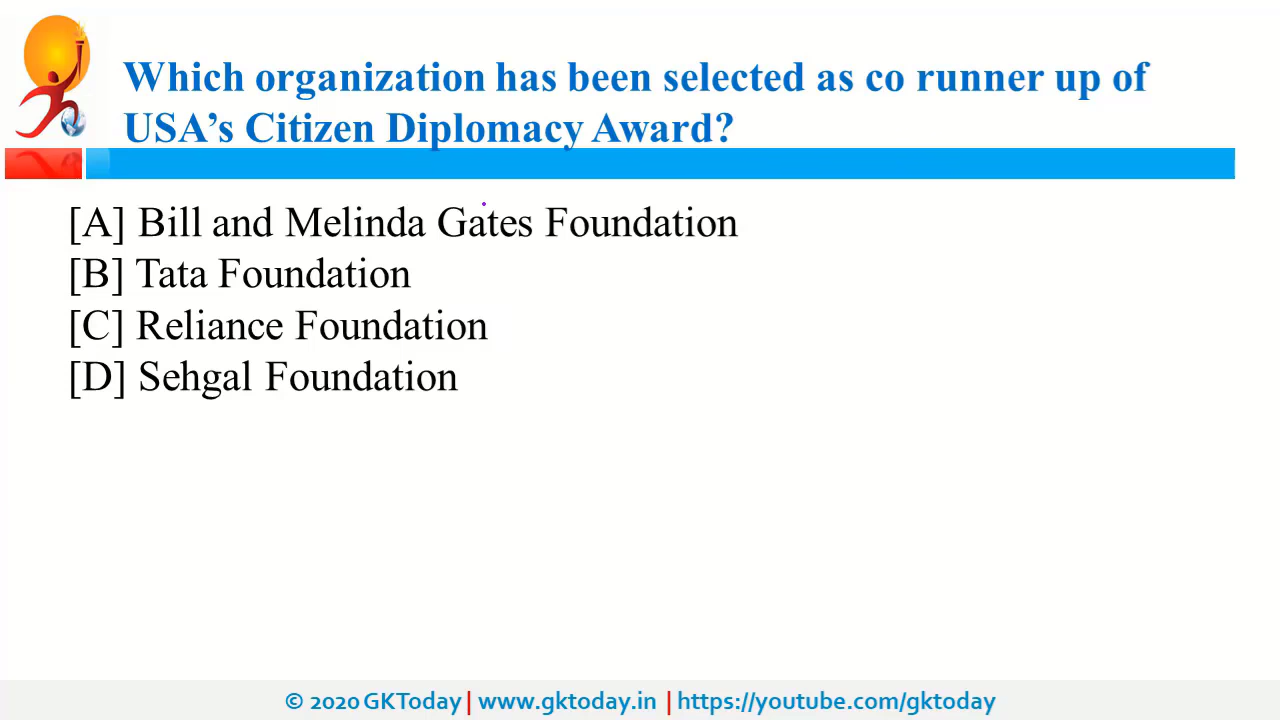 Which organization has been selected as co runner up of
USA’s Citizen Diplomacy Award?
[A] Bill and Melinda Gates Foundation
[B] Tata Foundation
[C] Reliance Foundation
[D] Sehgal Foundation
© 2020 GKToday | www.gktoday.in | https://youtube.com/gktoday